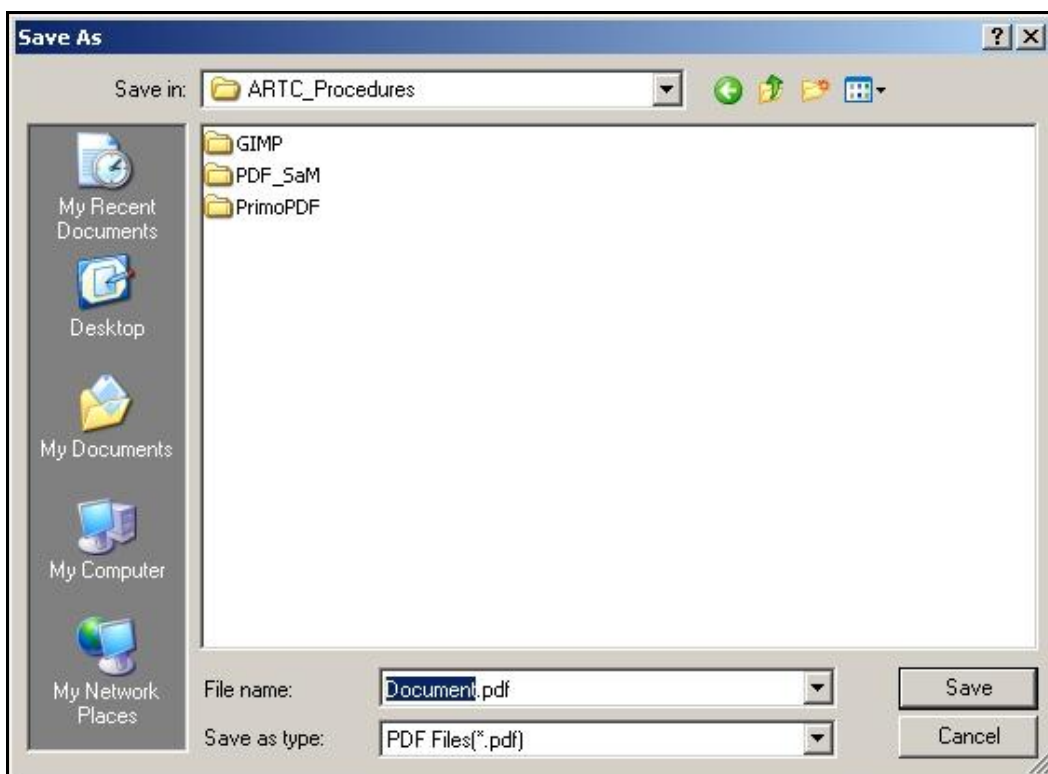 Save As
Save in:
ARTC_Procedures
GIMP
PDF_SaM
PrimoPDF
My Recent
Documents
Desktop
My Documents
My Computer
My Network
Places
File name:
Document.pdf
Save
Save as type:
PDF Files(*.pdf)
Cancel